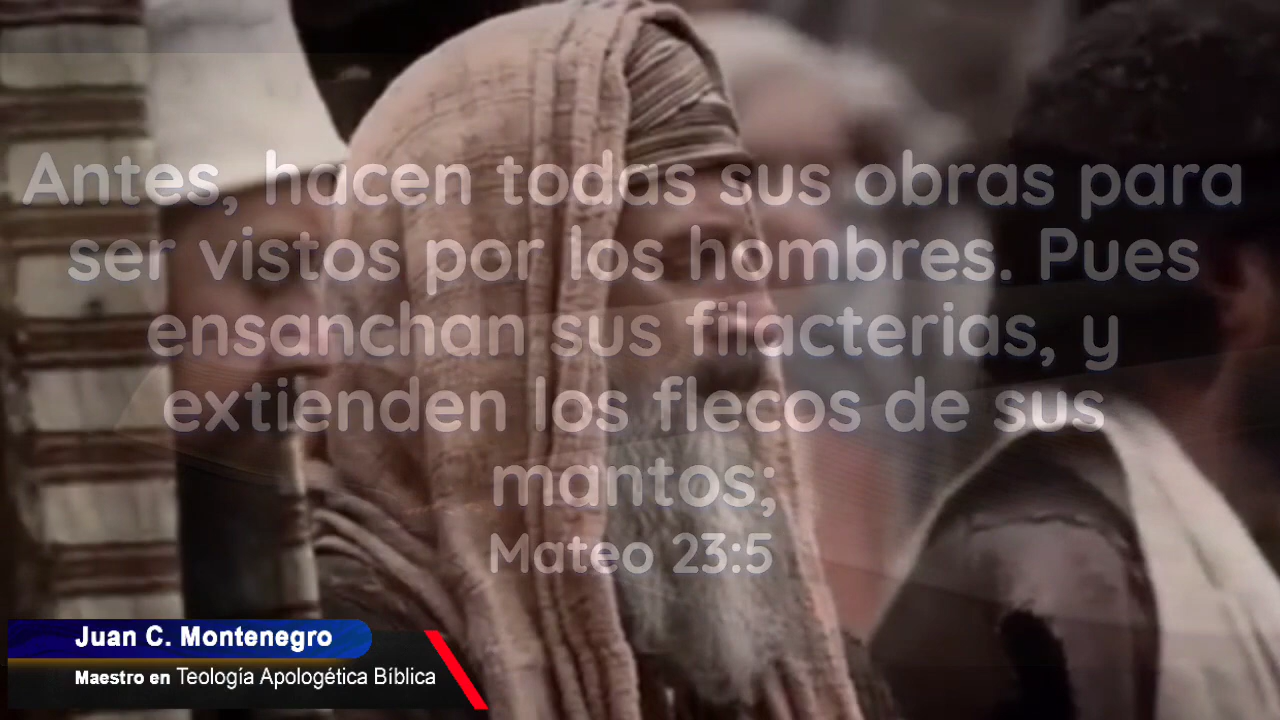 Antes, hacen todas sus obras para
ser vistos por los hombres. Pues
ensanchan sus filacterias, y
extienden los flecos de sus
mantos;
Mateo 23:5
Juan C. Montenegro
Maestro en Teología Apologética Bíblica